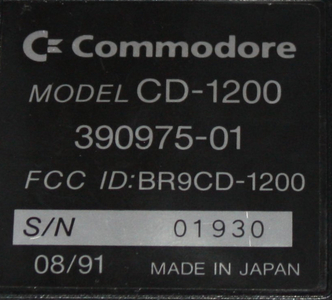 Commodore
MODEL CD-1200
390975-01
FCC ID:BR9CD-1200
S/N 01930
08/91 MADE IN JAPAN